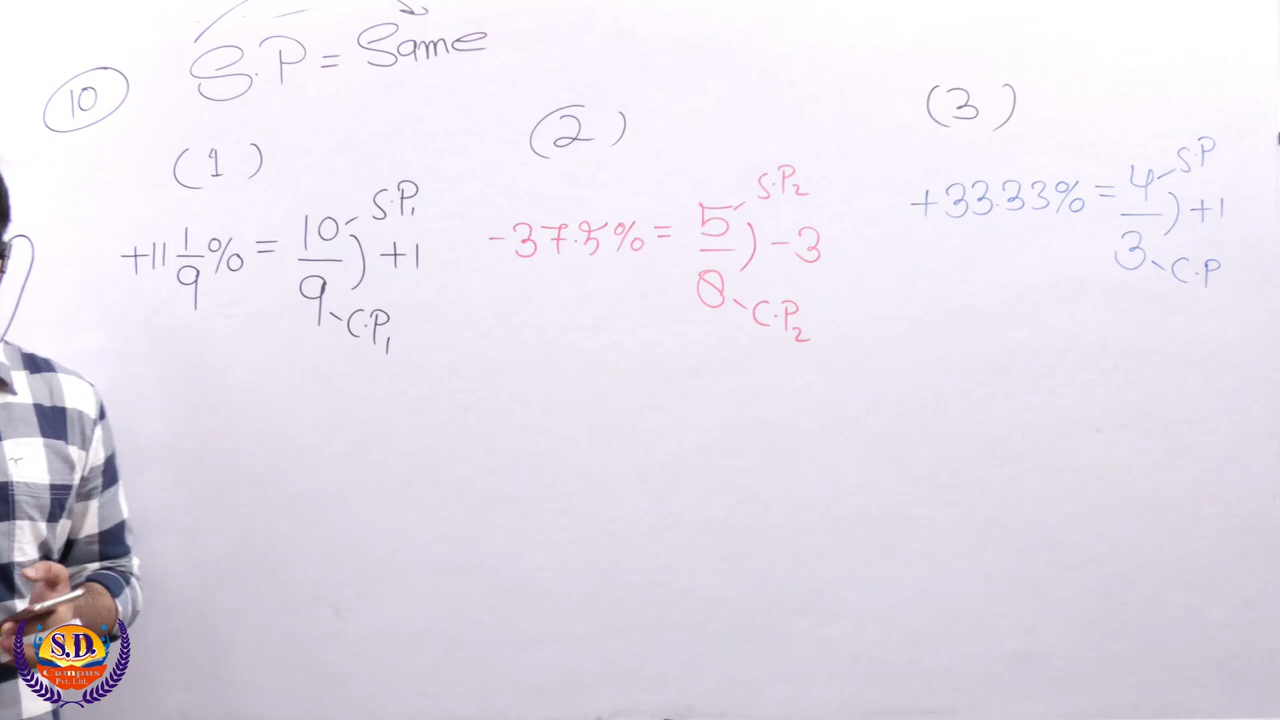 S.P = Same
10
(1)
+11 1/9% = 10/9 ) +1
S.P₁
C.P₁
(2)
-37.5% = 5/8 ) -3
S.P₂
C.P₂
(3)
+33.33% = 4/3 ) +1
S.P
C.P
S.D.
Campus
Pvt. Ltd.